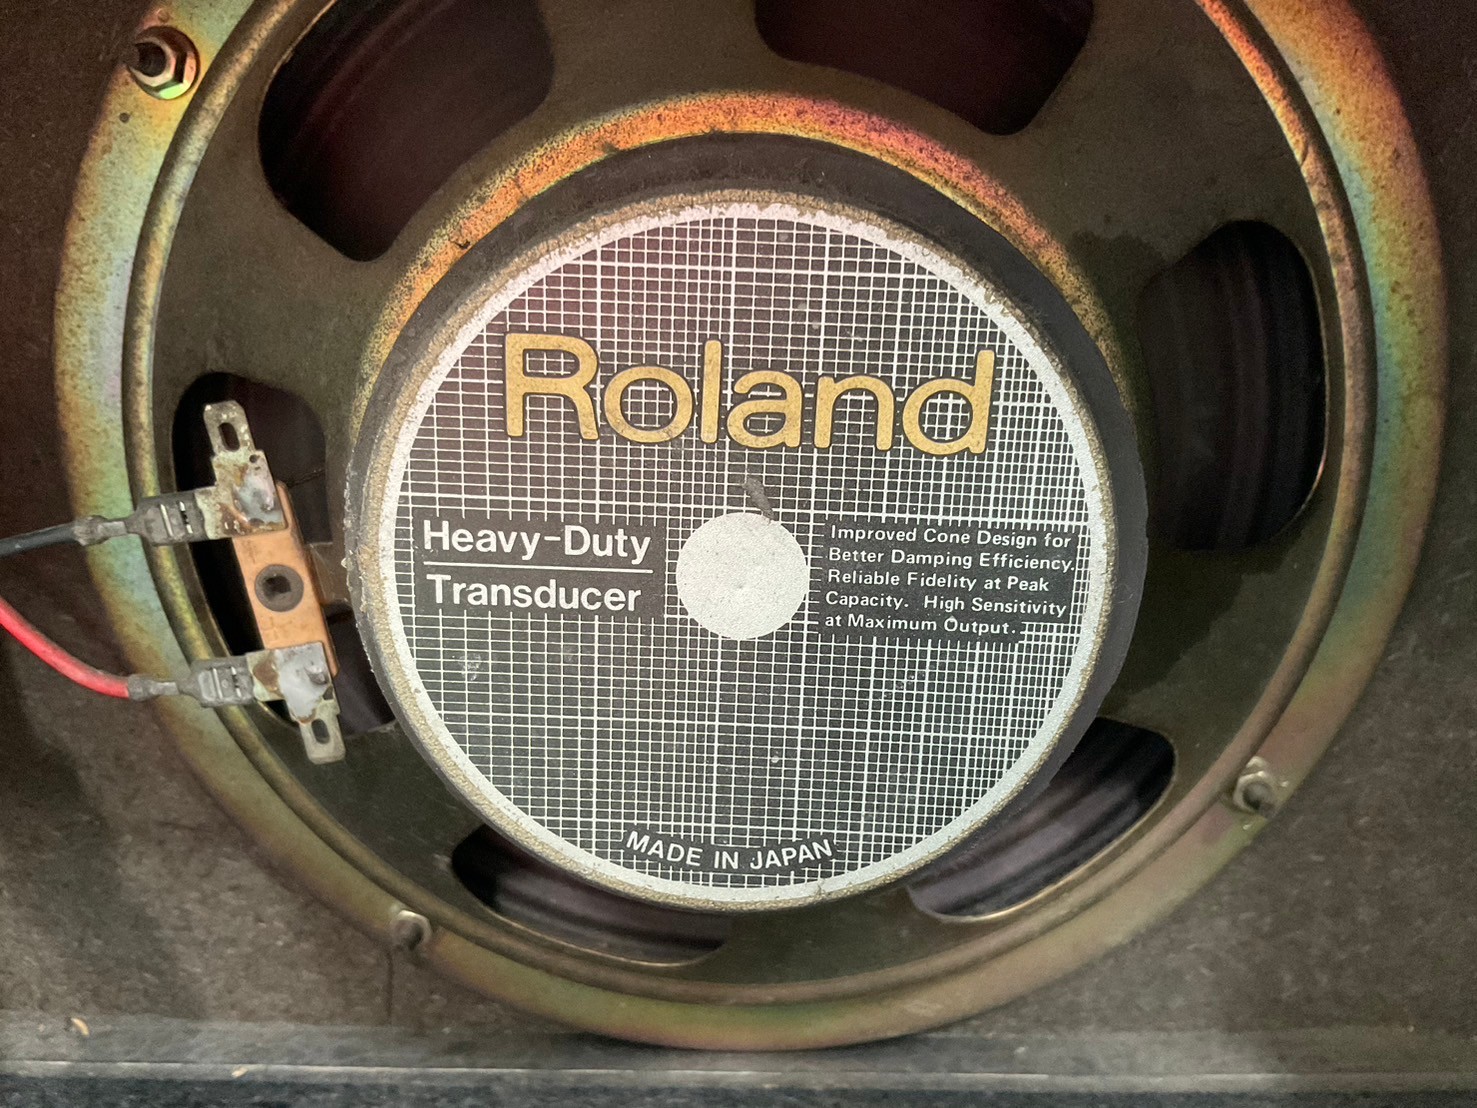 Roland
Heavy-Duty
Transducer
Improved Cone Design for
Better Damping Efficiency.
Reliable Fidelity at Peak
Capacity. High Sensitivity
at Maximum Output.
MADE IN JAPAN